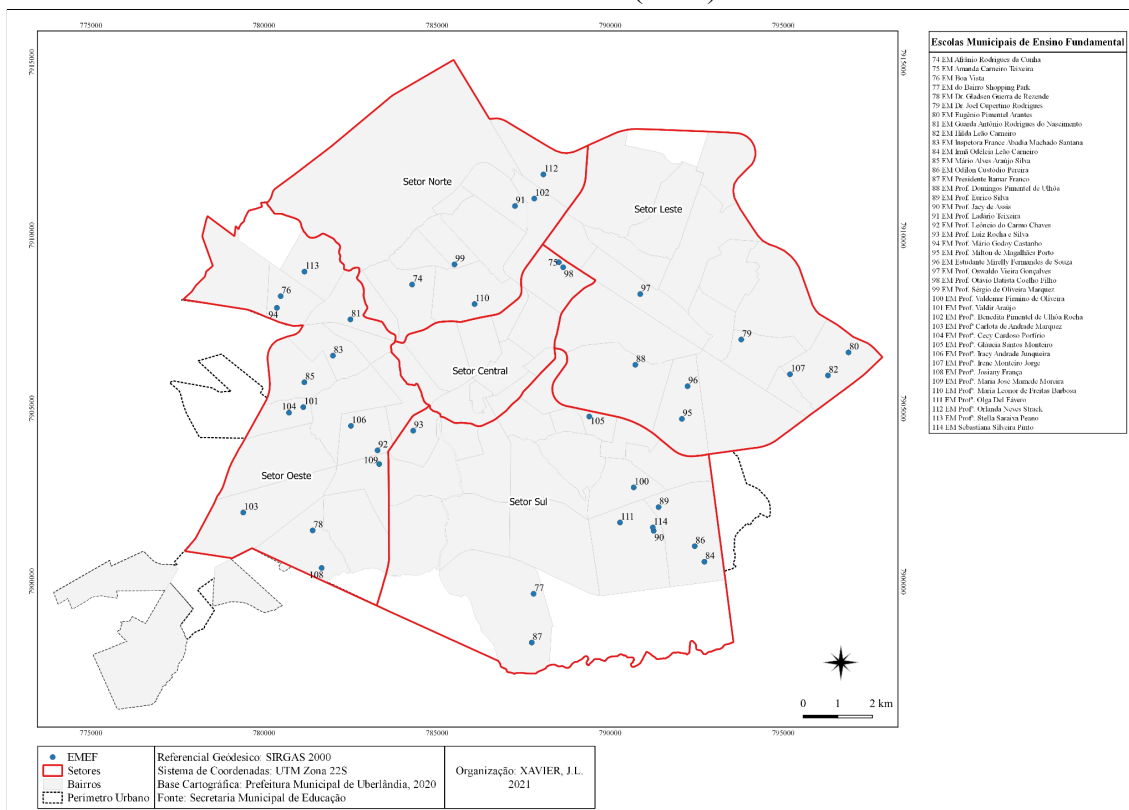 775000 780000 785000 790000 795000
7915000
7915000
Escolas Municipais de Ensino Fundamental
74 EM Afrânio Rodrigues da Cunha
75 EM Amanda Carneiro Teixeira
76 EM Boa Vista
77 EM do Bairro Shopping Park
78 EM Dr. Gladsen Guerra de Rezende
79 EM Dr. Joel Cupertino Rodrigues
80 EM Eugênio Pimentel Arantes
81 EM Guarda Antônio Rodrigues do Nascimento
82 EM Hilda Leão Carneiro
83 EM Inspetora France Abadia Machado Santana
84 EM Irmã Odélcia Leão Carneiro
85 EM Mário Alves Araújo Silva
86 EM Odilon Custódio Pereira
87 EM Presidente Itamar Franco
88 EM Prof. Domingos Pimentel de Ulhôa
89 EM Prof. Eurico Silva
90 EM Prof. Jacy de Assis
91 EM Prof. Ladário Teixeira
92 EM Prof. Leôncio do Carmo Chaves
93 EM Prof. Luiz Rocha e Silva
94 EM Prof. Mário Godoy Castanho
95 EM Prof. Milton de Magalhães Porto
96 EM Estudante Mirelly Fernandes de Souza
97 EM Prof. Oswaldo Vieira Gonçalves
98 EM Prof. Otávio Batista Coelho Filho
99 EM Prof. Sérgio de Oliveira Marquez
100 EM Prof. Valdemar Firmino de Oliveira
101 EM Prof. Valdir Araújo
102 EM Profª. Benedita Pimentel de Ulhôa Rocha
103 EM Profª. Carlota de Andrade Marquez
104 EM Profª. Cecy Cardoso Porfírio
105 EM Profª. Gláucia Santos Monteiro
106 EM Profª. Iracy Andrade Junqueira
107 EM Profª. Irene Monteiro Jorge
108 EM Profª. Josiany França
109 EM Profª. Maria José Mamede Moreira
110 EM Profª. Maria Leonor de Freitas Barbosa
111 EM Profª. Olga Del Fávero
112 EM Profª. Orlanda Neves Strack
113 EM Profª. Stella Saraiva Peano
114 EM Sebastiana Silveira Pinto
112
Setor Norte
102
91
Setor Leste
7910000
7910000
99
75
98
113
74
97
76
110
94
81
79
83
80
Setor Central
88
107
82
85
96
104
101
7905000
7905000
106
93
105
95
92
109
Setor Oeste
100
Setor Sul
103
89
111
114
78
90
86
84
108
7900000
7900000
77
87
0 1 2 km
775000 780000 785000 790000 795000
EMEF
Setores
Bairros
Perímetro Urbano
Referencial Geódesico: SIRGAS 2000
Sistema de Coordenadas: UTM Zona 22S
Base Cartográfica: Prefeitura Municipal de Uberlândia, 2020
Fonte: Secretaria Municipal de Educação
Organização: XAVIER, J.L.
2021